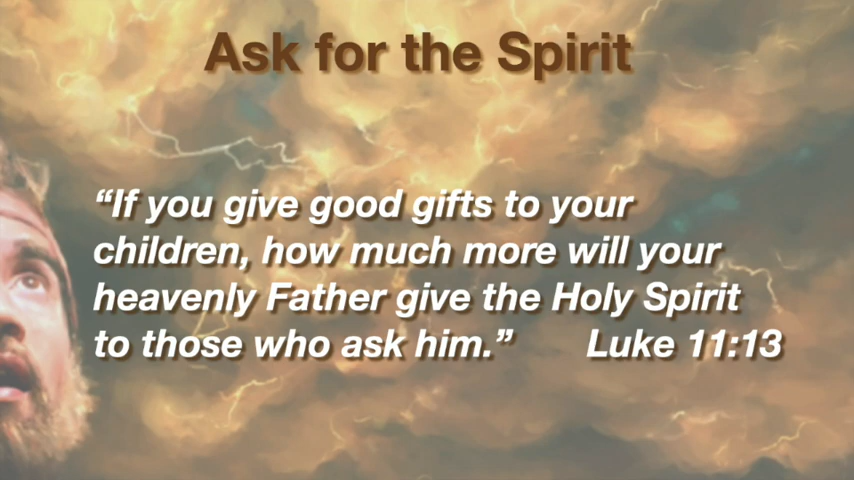 Ask for the Spirit
“If you give good gifts to your
children, how much more will your
heavenly Father give the Holy Spirit
to those who ask him.” Luke 11:13